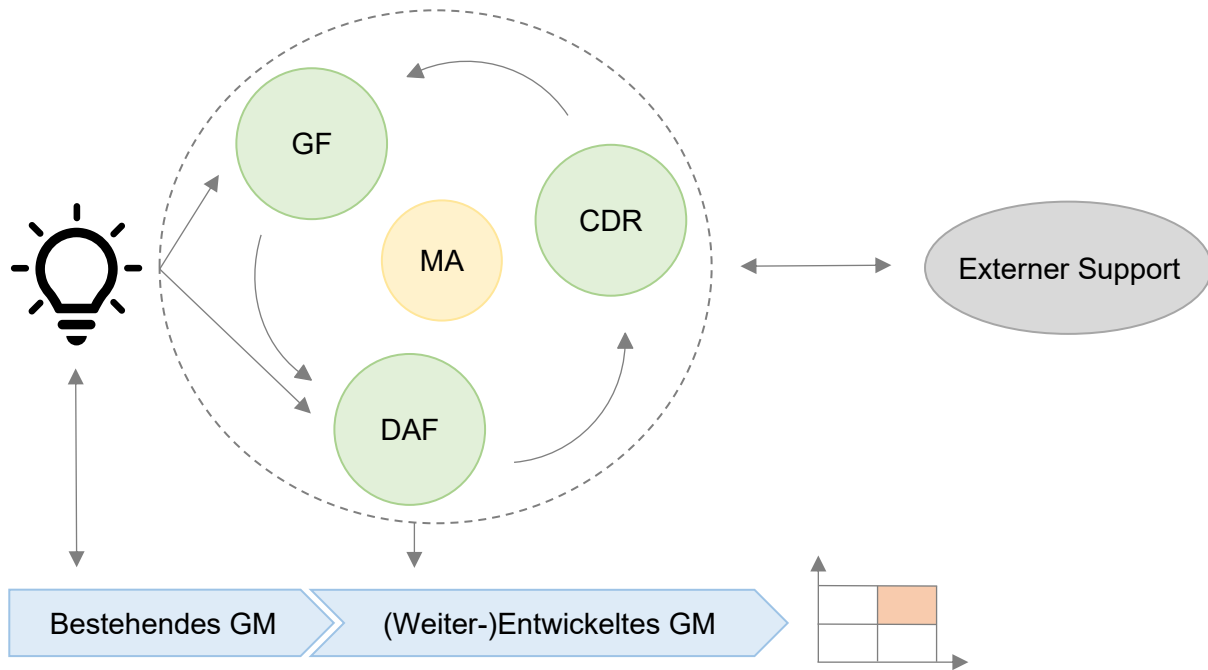 GF
CDR
MA
Externer Support
DAF
Bestehendes GM
(Weiter-)Entwickeltes GM